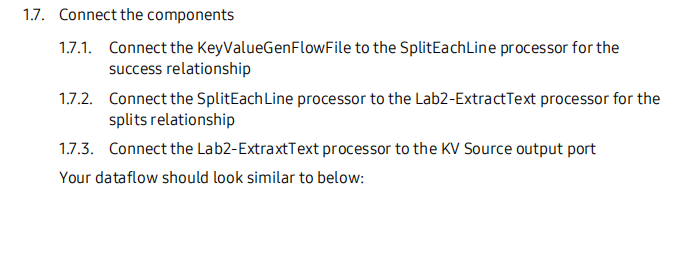 1.7. Connect the components
1.7.1. Connect the KeyValueGenFlowFile to the SplitEachLine processor for the
success relationship
1.7.2. Connect the SplitEachLine processor to the Lab2-ExtractText processor for the
splits relationship
1.7.3. Connect the Lab2-ExtraxtText processor to the KV Source output port
Your dataflow should look similar to below: